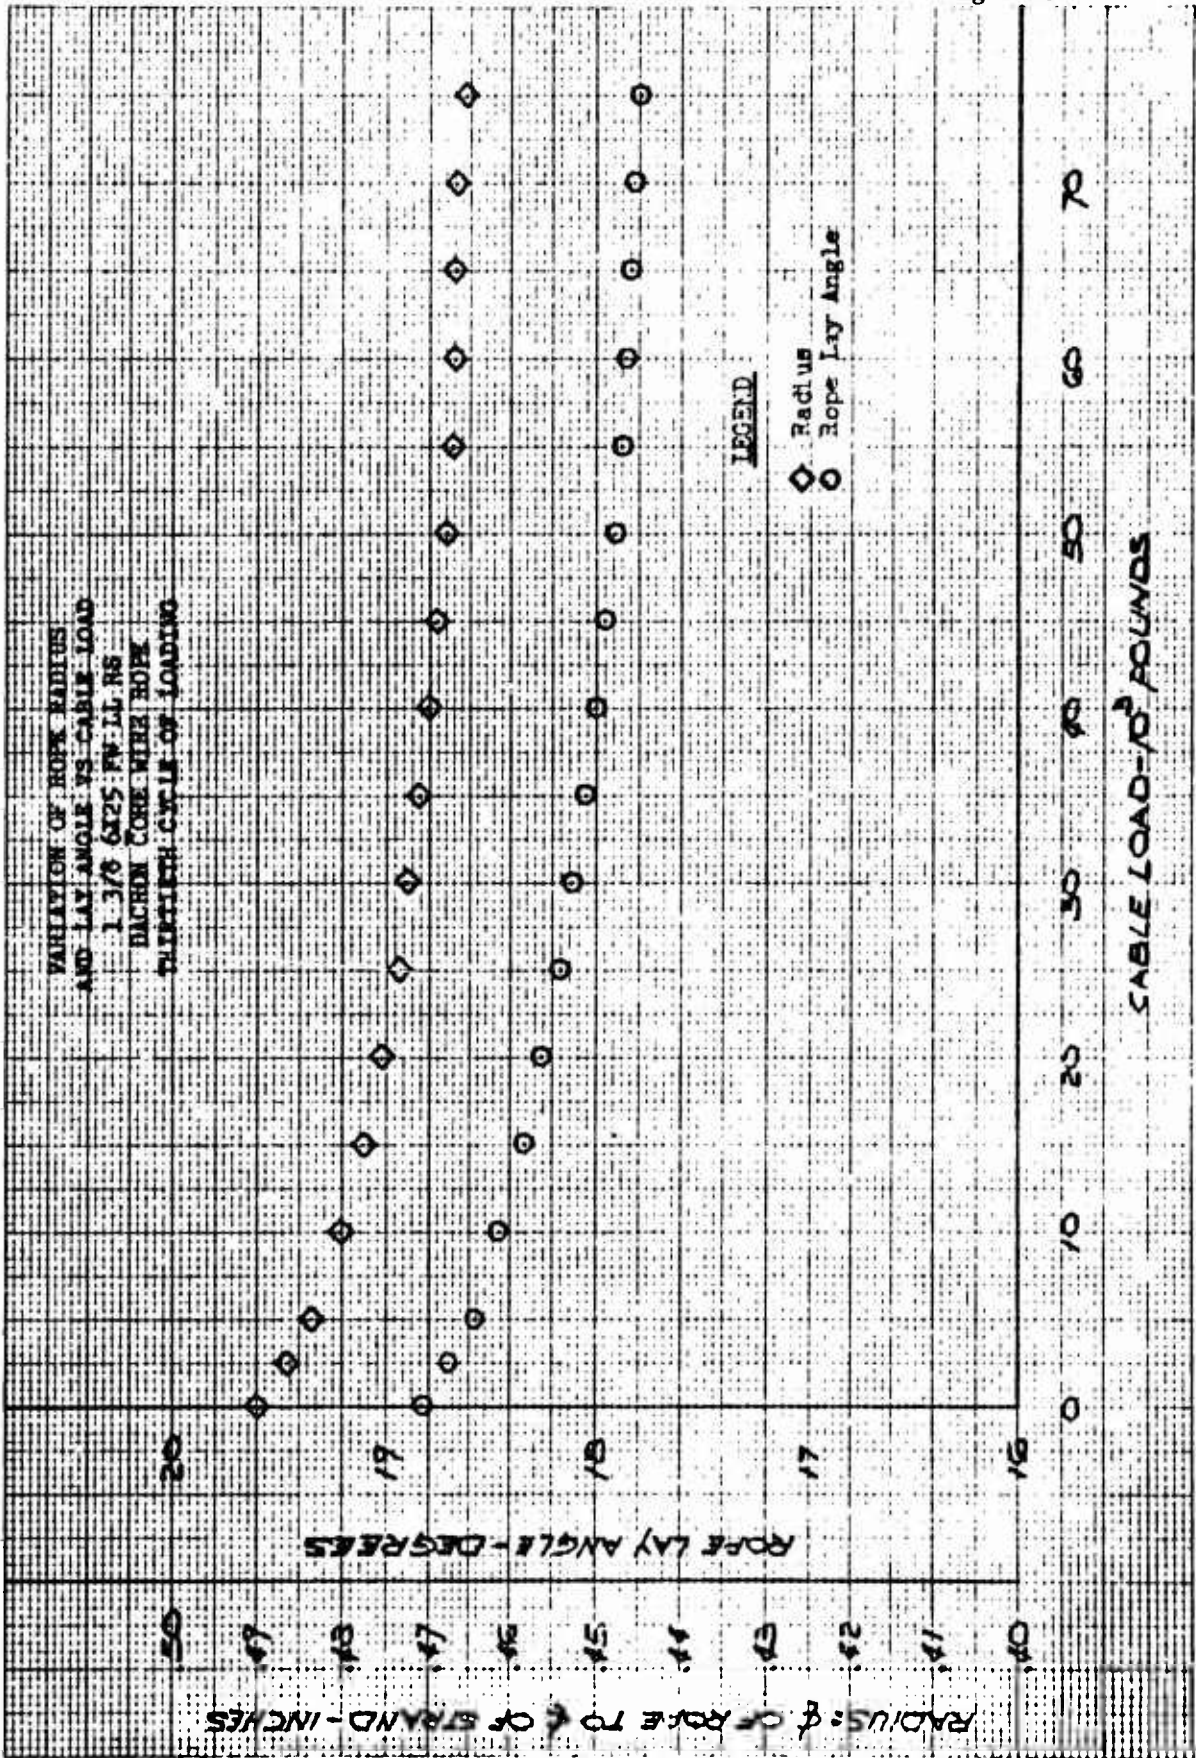 VARIATION OF ROPE RADIUS
AND LAY ANGLE VS CABLE LOAD
1 3/8 6X25 FW LL RS
DACRON CORE WIRE ROPE
THIRTIETH CYCLE OF LOADING
LEGEND
◇ Radius
○ Rope Lay Angle
RADIUS: ℄ OF ROPE TO ℄ OF STRAND-INCHES
.50
.49
.48
.47
.46
.45
.44
.43
.42
.41
.40
ROPE LAY ANGLE-DEGREES
20
19
18
17
16
0
10
20
30
40
50
60
70
CABLE LOAD-10³ POUNDS